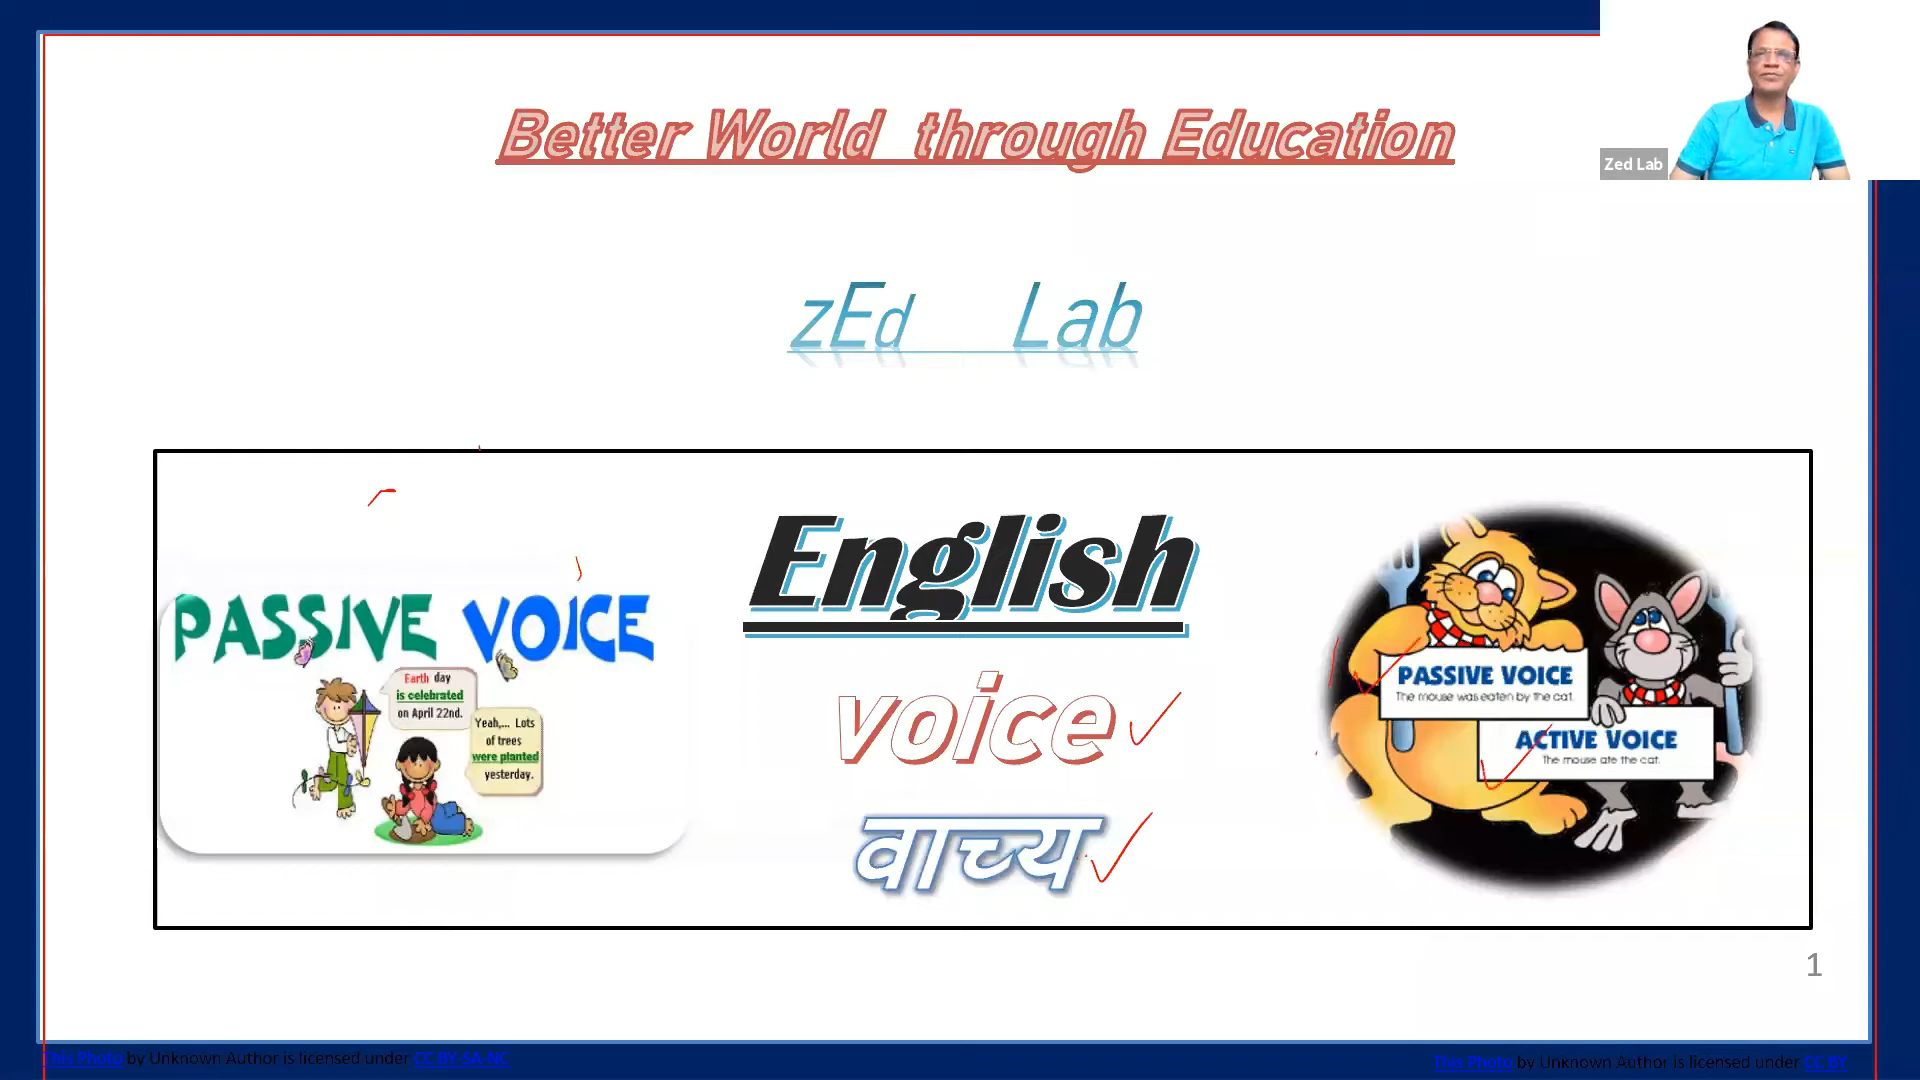 Better World through Education
Zed Lab
zEd Lab
PASSIVE VOICE
Earth day
is celebrated
on April 22nd.
Yeah,... Lots
of trees
were planted
yesterday.
English
voice
वाच्य
PASSIVE VOICE
The mouse was eaten by the cat.
ACTIVE VOICE
The mouse ate the cat.
1
This Photo by Unknown Author is licensed under CC BY-SA-NC
This Photo by Unknown Author is licensed under CC BY